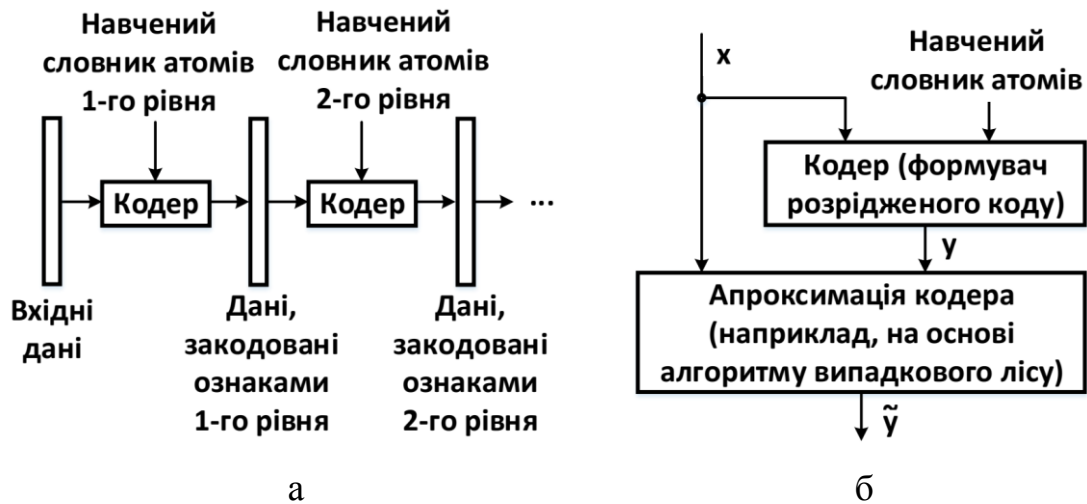 Навчений
словник атомів
1-го рівня
Навчений
словник атомів
2-го рівня
Кодер
Кодер
...
Вхідні
дані
Дані,
закодовані
ознаками
1-го рівня
Дані,
закодовані
ознаками
2-го рівня
а
x
Навчений
словник атомів
Кодер (формувач
розрідженого коду)
y
Апроксимація кодера
(наприклад, на основі
алгоритму випадкового лісу)
ỹ
б